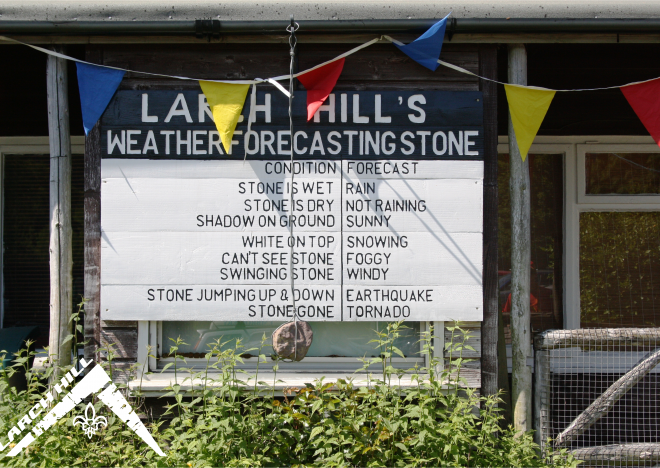 LARCH HILL'S
WEATHER FORECASTING STONE
CONDITION FORECAST
STONE IS WET RAIN
STONE IS DRY NOT RAINING
SHADOW ON GROUND SUNNY
WHITE ON TOP SNOWING
CAN'T SEE STONE FOGGY
SWINGING STONE WINDY
STONE JUMPING UP & DOWN EARTHQUAKE
STONE GONE TORNADO
LARCH HILL